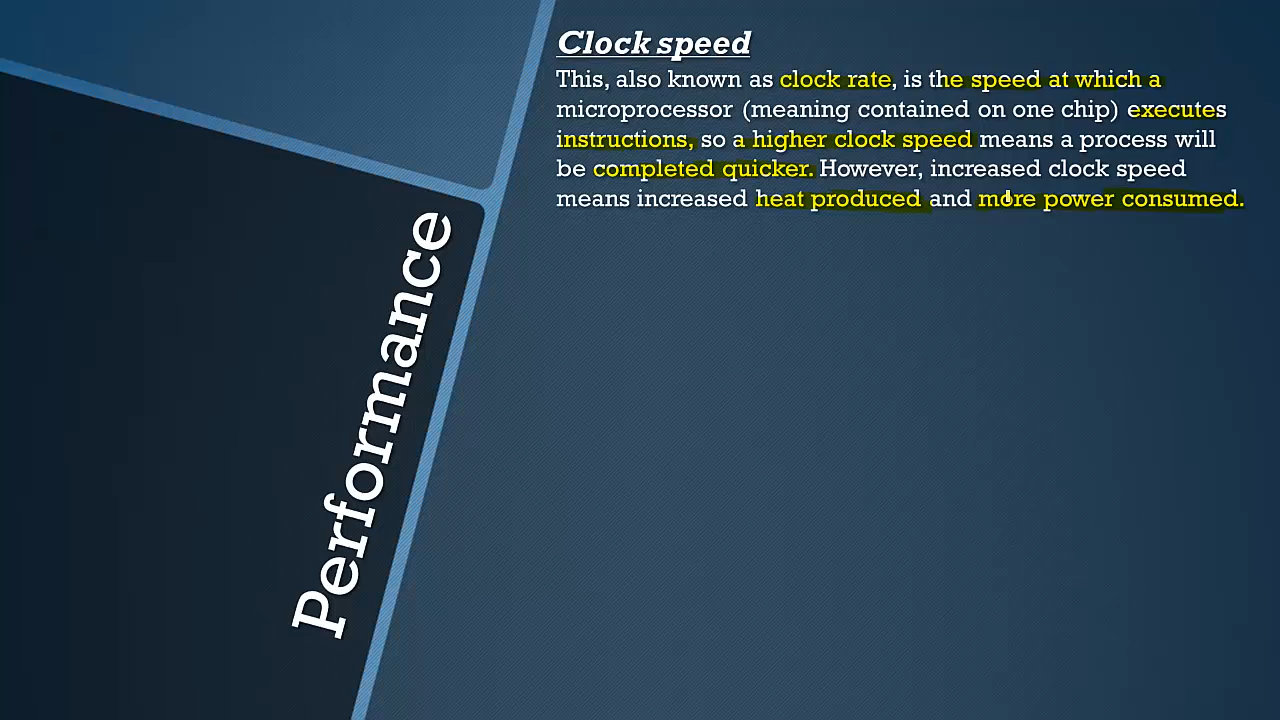 Clock speed
This, also known as clock rate, is the speed at which a
microprocessor (meaning contained on one chip) executes
instructions, so a higher clock speed means a process will
be completed quicker. However, increased clock speed
means increased heat produced and more power consumed.
Performance